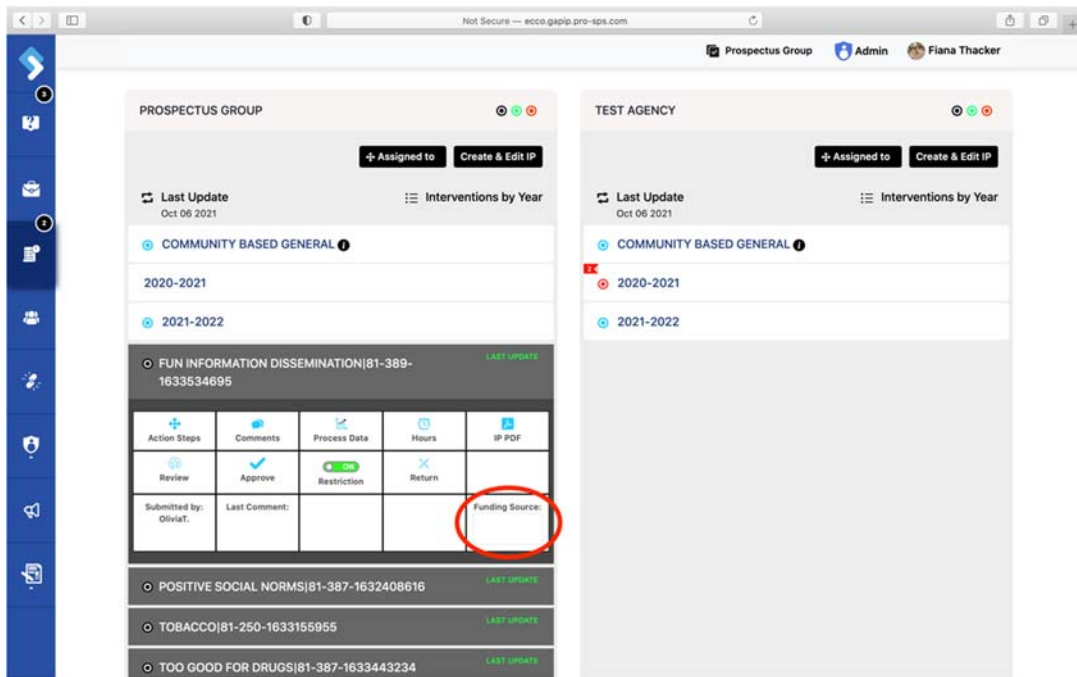 Not Secure — ecco.gapip.pro-sps.com
Prospectus Group
Admin
Fiana Thacker
3
2
PROSPECTUS GROUP
Assigned to
Create & Edit IP
Last Update
Oct 06 2021
Interventions by Year
COMMUNITY BASED GENERAL
2020-2021
2021-2022
FUN INFORMATION DISSEMINATION|81-389-
1633534695
LAST UPDATE
Action Steps
Comments
Process Data
Hours
IP PDF
Review
Approve
ON
Restriction
Return
Submitted by:
OliviaT.
Last Comment:
Funding Source:
POSITIVE SOCIAL NORMS|81-387-1632408616
LAST UPDATE
TOBACCO|81-250-1633155955
LAST UPDATE
TOO GOOD FOR DRUGS|81-387-1633443234
LAST UPDATE
TEST AGENCY
Assigned to
Create & Edit IP
Last Update
Oct 06 2021
Interventions by Year
COMMUNITY BASED GENERAL
2
2020-2021
2021-2022